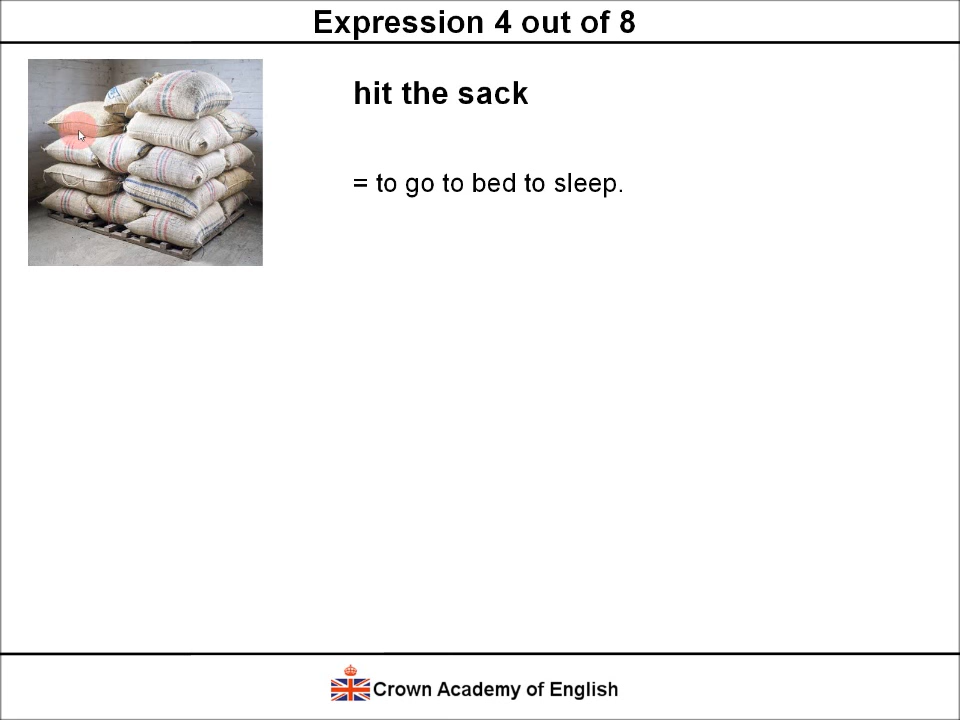 Expression 4 out of 8
hit the sack
= to go to bed to sleep.
Crown Academy of English